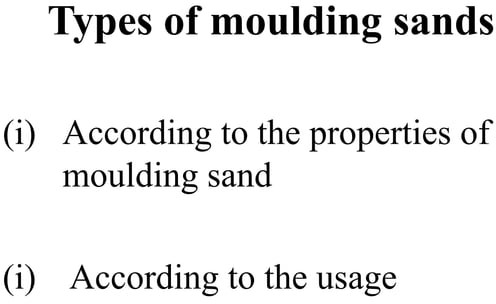 Types of moulding sands
(i) According to the properties of
moulding sand
(i) According to the usage